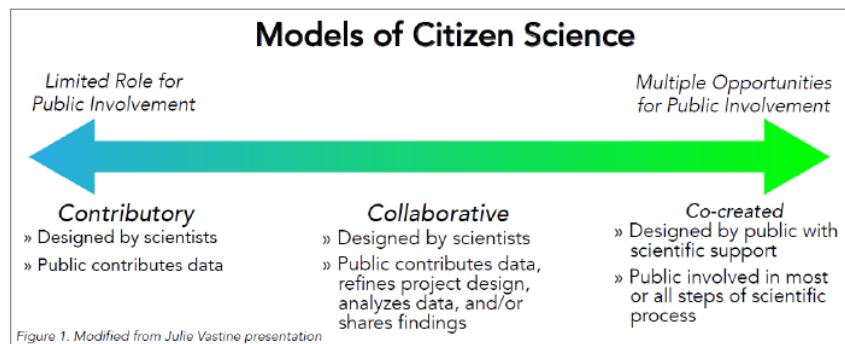 Models of Citizen Science
Limited Role for
Public Involvement
Multiple Opportunities
for Public Involvement
Contributory
» Designed by scientists
» Public contributes data
Collaborative
» Designed by scientists
» Public contributes data,
refines project design,
analyzes data, and/or
shares findings
Co-created
» Designed by public with
scientific support
» Public involved in most
or all steps of scientific
process
Figure 1. Modified from Julie Vastine presentation